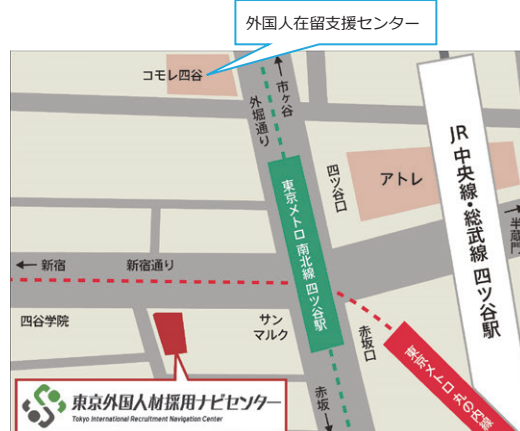 外国人在留支援センター
コモレ四谷
↑市ヶ谷
外堀通り
JR 中央線・総武線 四ツ谷駅
四ツ谷口
アトレ
東京メトロ 南北線 四ツ谷駅
→半蔵門
←新宿
新宿通り
四谷学院
サン
マルク
赤坂口
東京メトロ丸の内線
赤坂↓
東京外国人材採用ナビセンター
Tokyo International Recruitment Navigation Center